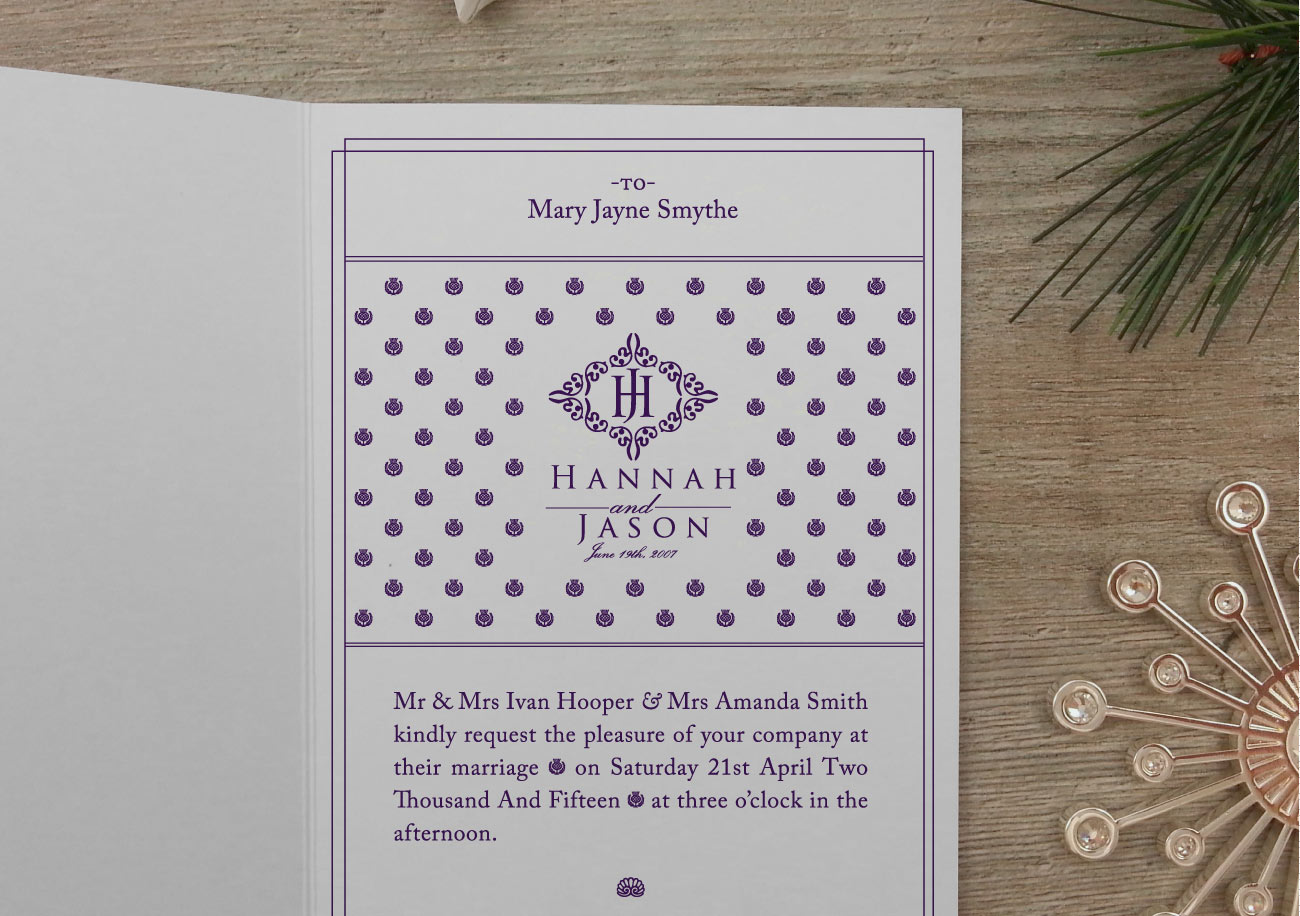 -TO-
Mary Jayne Smythe
HJ
HANNAH
and
JASON
June 19th, 2007
Mr & Mrs Ivan Hooper & Mrs Amanda Smith
kindly request the pleasure of your company at
their marriage on Saturday 21st April Two
Thousand And Fifteen at three o'clock in the
afternoon.